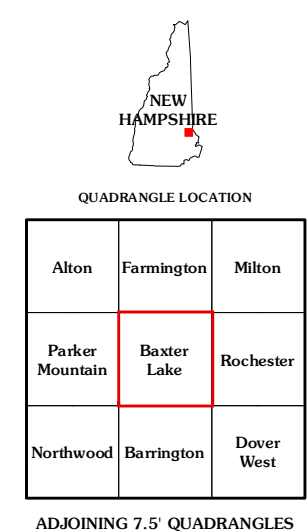 NEW
HAMPSHIRE
QUADRANGLE LOCATION
Alton
Farmington
Milton
Parker
Mountain
Baxter
Lake
Rochester
Northwood
Barrington
Dover
West
ADJOINING 7.5' QUADRANGLES